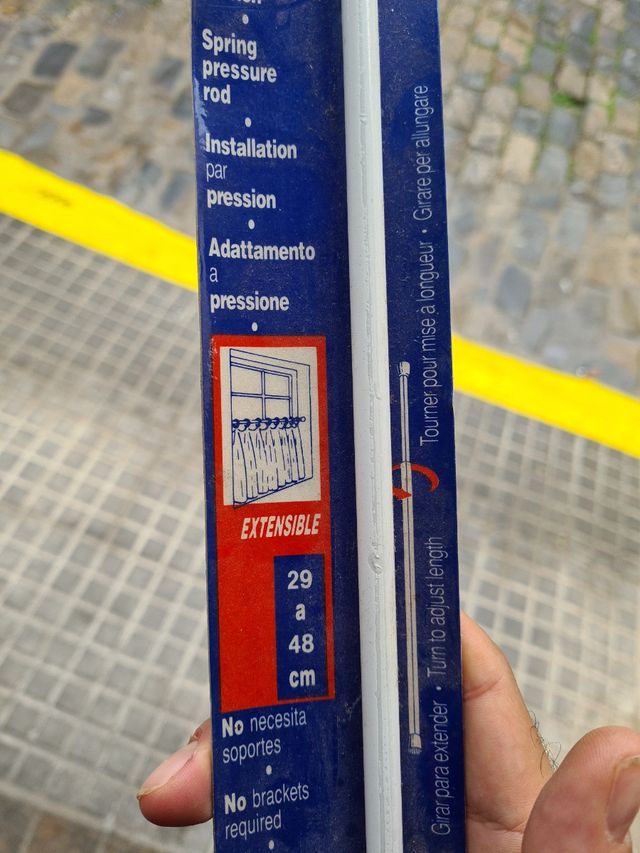 Spring
pressure
rod
•
Installation
par
pression
•
Adattamento
a
pressione
•
EXTENSIBLE
29
a
48
cm
No necesita
soportes
•
No brackets
required
•
Girar para extender • Turn to adjust length
Tourner pour mise à longueur • Girare per allungare